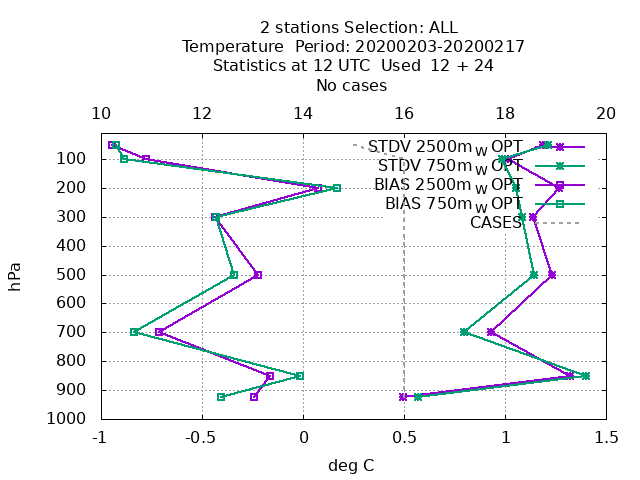 2 stations Selection: ALL
Temperature  Period: 20200203-20200217
Statistics at 12 UTC  Used  12 + 24
No cases
10 12 14 16 18 20
STDV 2500m_W OPT
STDV 750m_W OPT
BIAS 2500m_W OPT
BIAS 750m_W OPT
CASES
100
200
300
400
500
600
700
800
900
1000
hPa
-1 -0.5 0 0.5 1 1.5
deg C